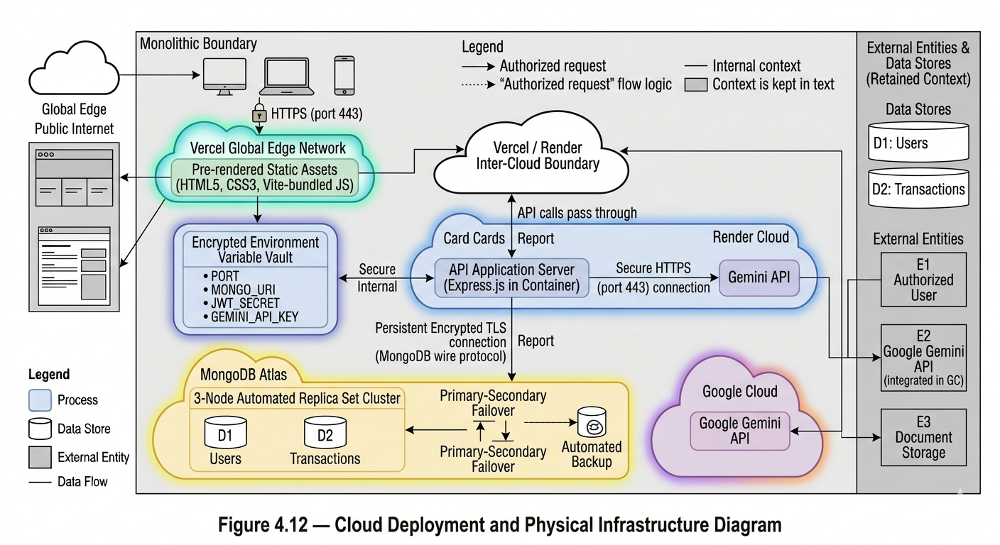 Monolithic Boundary
Global Edge
Public Internet
HTTPS (port 443)
Legend
Authorized request
"Authorized request" flow logic
Internal context
Context is kept in text
External Entities &
Data Stores
(Retained Context)
Data Stores
D1: Users
D2: Transactions
External Entities
E1
Authorized
User
E2
Google Gemini
API
(integrated in GC)
E3
Document
Storage
Vercel Global Edge Network
Pre-rendered Static Assets
(HTML5, CSS3, Vite-bundled JS)
Vercel / Render
Inter-Cloud Boundary
API calls pass through
Card Cards
Report
Render Cloud
Encrypted Environment
Variable Vault
• PORT
• MONGO_URI
• JWT_SECRET
• GEMINI_API_KEY
Secure
Internal
API Application Server
(Express.js in Container)
Secure HTTPS
(port 443) connection
Gemini API
Persistent Encrypted TLS
connection
(MongoDB wire protocol)
Report
MongoDB Atlas
3-Node Automated Replica Set Cluster
D1
Users
D2
Transactions
Primary-Secondary
Failover
Primary-Secondary
Failover
Automated
Backup
Google Cloud
Google Gemini
API
Legend
Process
Data Store
External Entity
Data Flow
Figure 4.12 — Cloud Deployment and Physical Infrastructure Diagram